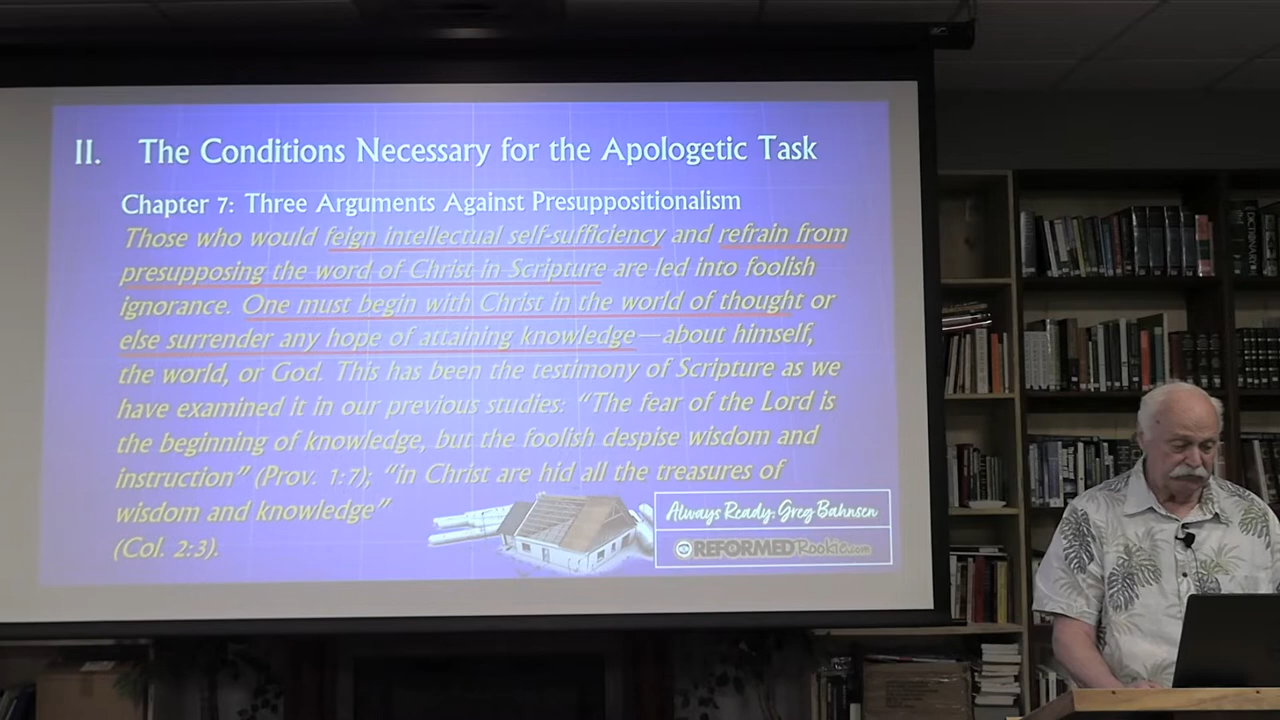 II. The Conditions Necessary for the Apologetic Task
Chapter 7: Three Arguments Against Presuppositionalism
Those who would feign intellectual self-sufficiency and refrain from
presupposing the word of Christ in Scripture are led into foolish
ignorance. One must begin with Christ in the world of thought or
else surrender any hope of attaining knowledge—about himself,
the world, or God. This has been the testimony of Scripture as we
have examined it in our previous studies: “The fear of the Lord is
the beginning of knowledge, but the foolish despise wisdom and
instruction” (Prov. 1:7), “in Christ are hid all the treasures of
wisdom and knowledge”
(Col. 2:3).
Always Ready: Greg Bahnsen
REFORMEDRookie.com
DICTIONARY